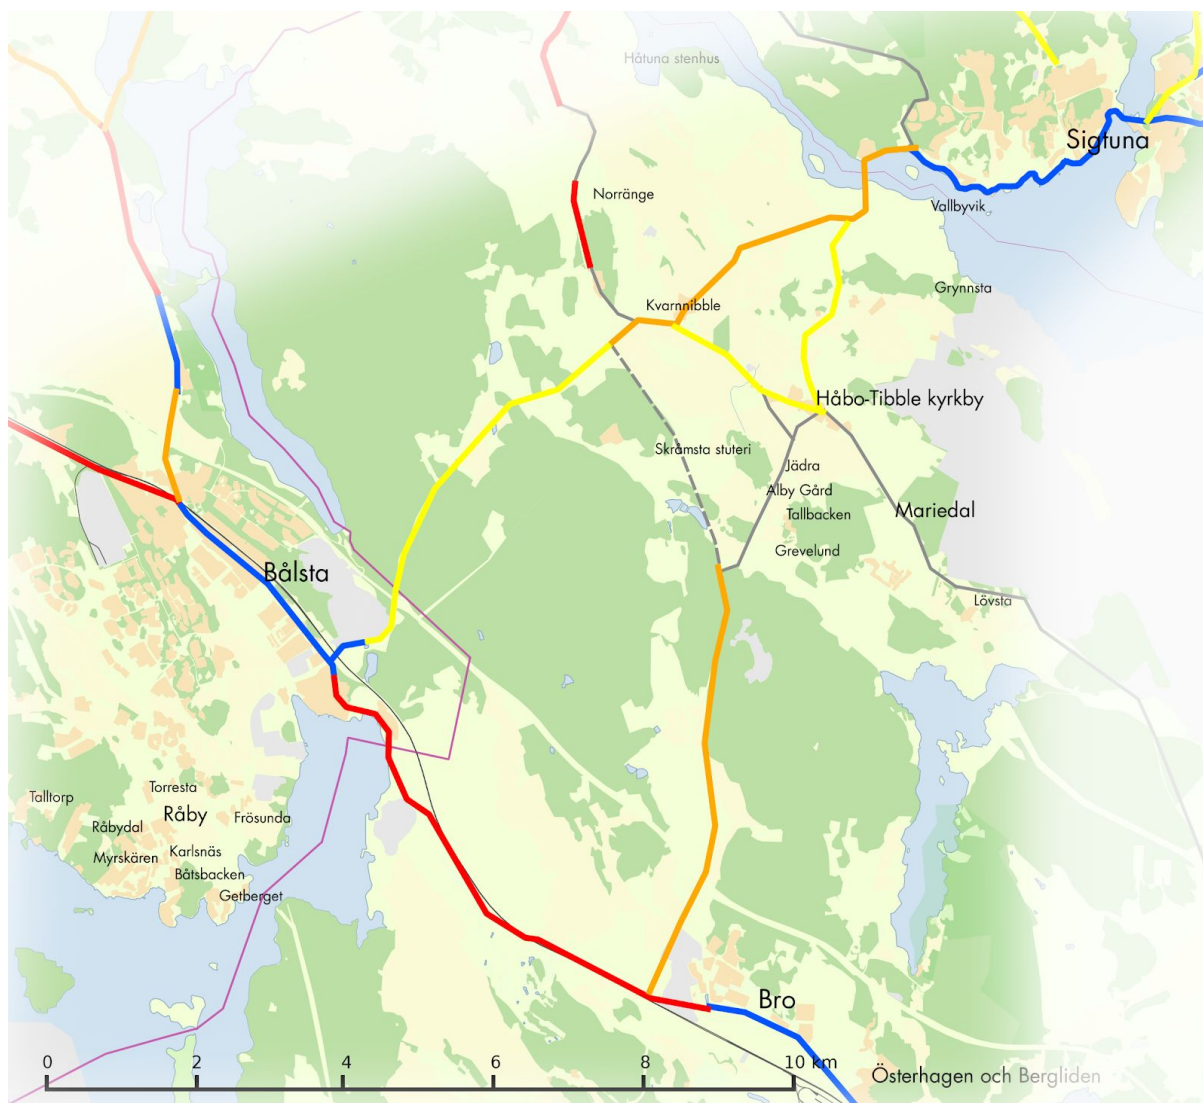 Håtuna stenhus
Sigtuna
Norränge
Vallbyvik
Grynnsta
Kvarnnibble
Håbo-Tibble kyrkby
Skråmsta stuteri
Jädra
Alby Gård
Tallbacken
Mariedal
Grevelund
Bålsta
Lövsta
Talltorp
Torresta
Råby
Frösunda
Råbydal
Karlsnäs
Myrskären
Båtsbacken
Getberget
Bro
0 2 4 6 8 10 km
Österhagen och Bergliden